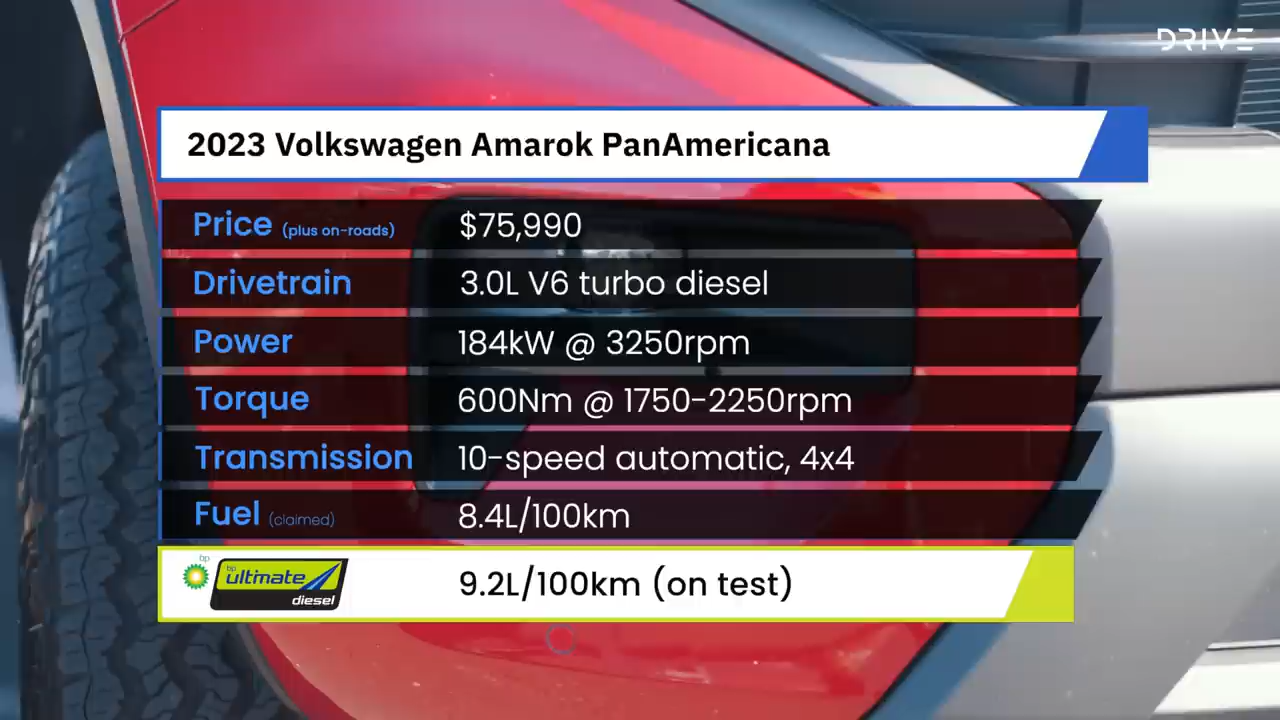 DRIVE
2023 Volkswagen Amarok PanAmericana
Price (plus on-roads) $75,990
Drivetrain 3.0L V6 turbo diesel
Power 184kW @ 3250rpm
Torque 600Nm @ 1750-2250rpm
Transmission 10-speed automatic, 4x4
Fuel (claimed) 8.4L/100km
bp
bp
ultimate
diesel
9.2L/100km (on test)